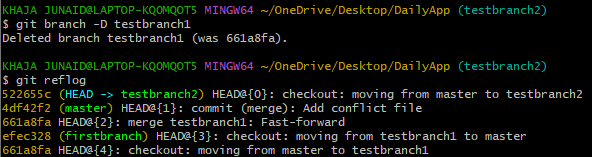 KHAJA JUNAID@LAPTOP-KQOMQOT5 MINGW64 ~/OneDrive/Desktop/DailyApp (testbranch2)
$ git branch -D testbranch1
Deleted branch testbranch1 (was 661a8fa).
KHAJA JUNAID@LAPTOP-KQOMQOT5 MINGW64 ~/OneDrive/Desktop/DailyApp (testbranch2)
$ git reflog
522655c (HEAD -> testbranch2) HEAD@{0}: checkout: moving from master to testbranch2
4df42f2 (master) HEAD@{1}: commit (merge): Add conflict file
661a8fa HEAD@{2}: merge testbranch1: Fast-forward
efec328 (firstbranch) HEAD@{3}: checkout: moving from testbranch1 to master
661a8fa HEAD@{4}: checkout: moving from master to testbranch1